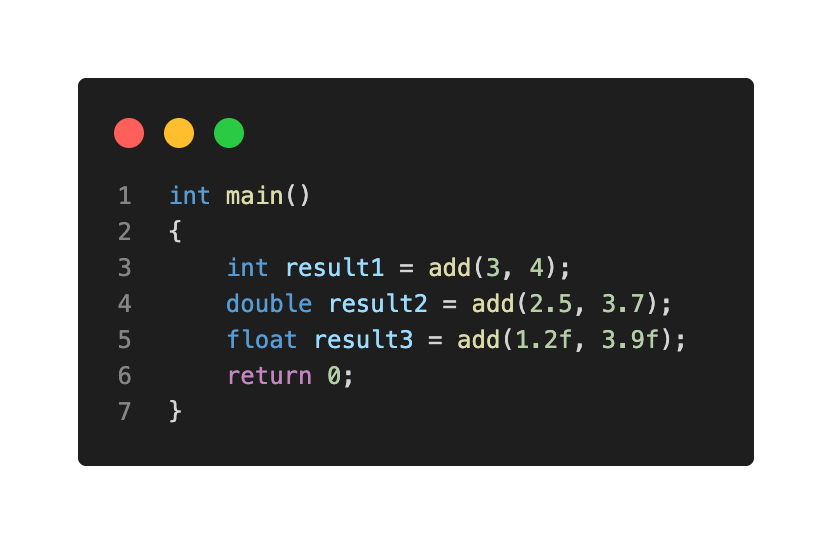 1 int main()
2 {
3     int result1 = add(3, 4);
4     double result2 = add(2.5, 3.7);
5     float result3 = add(1.2f, 3.9f);
6     return 0;
7 }